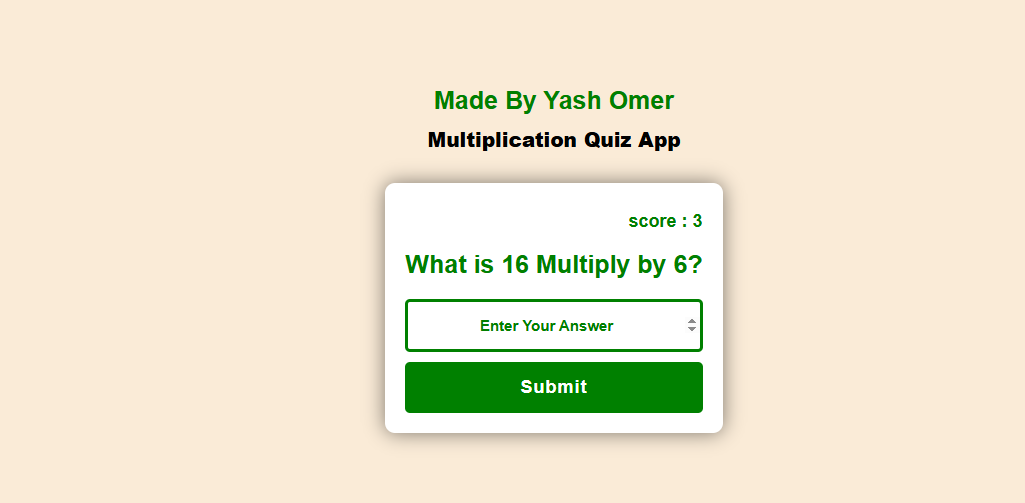 Made By Yash Omer
Multiplication Quiz App
score : 3
What is 16 Multiply by 6?
Enter Your Answer
Submit